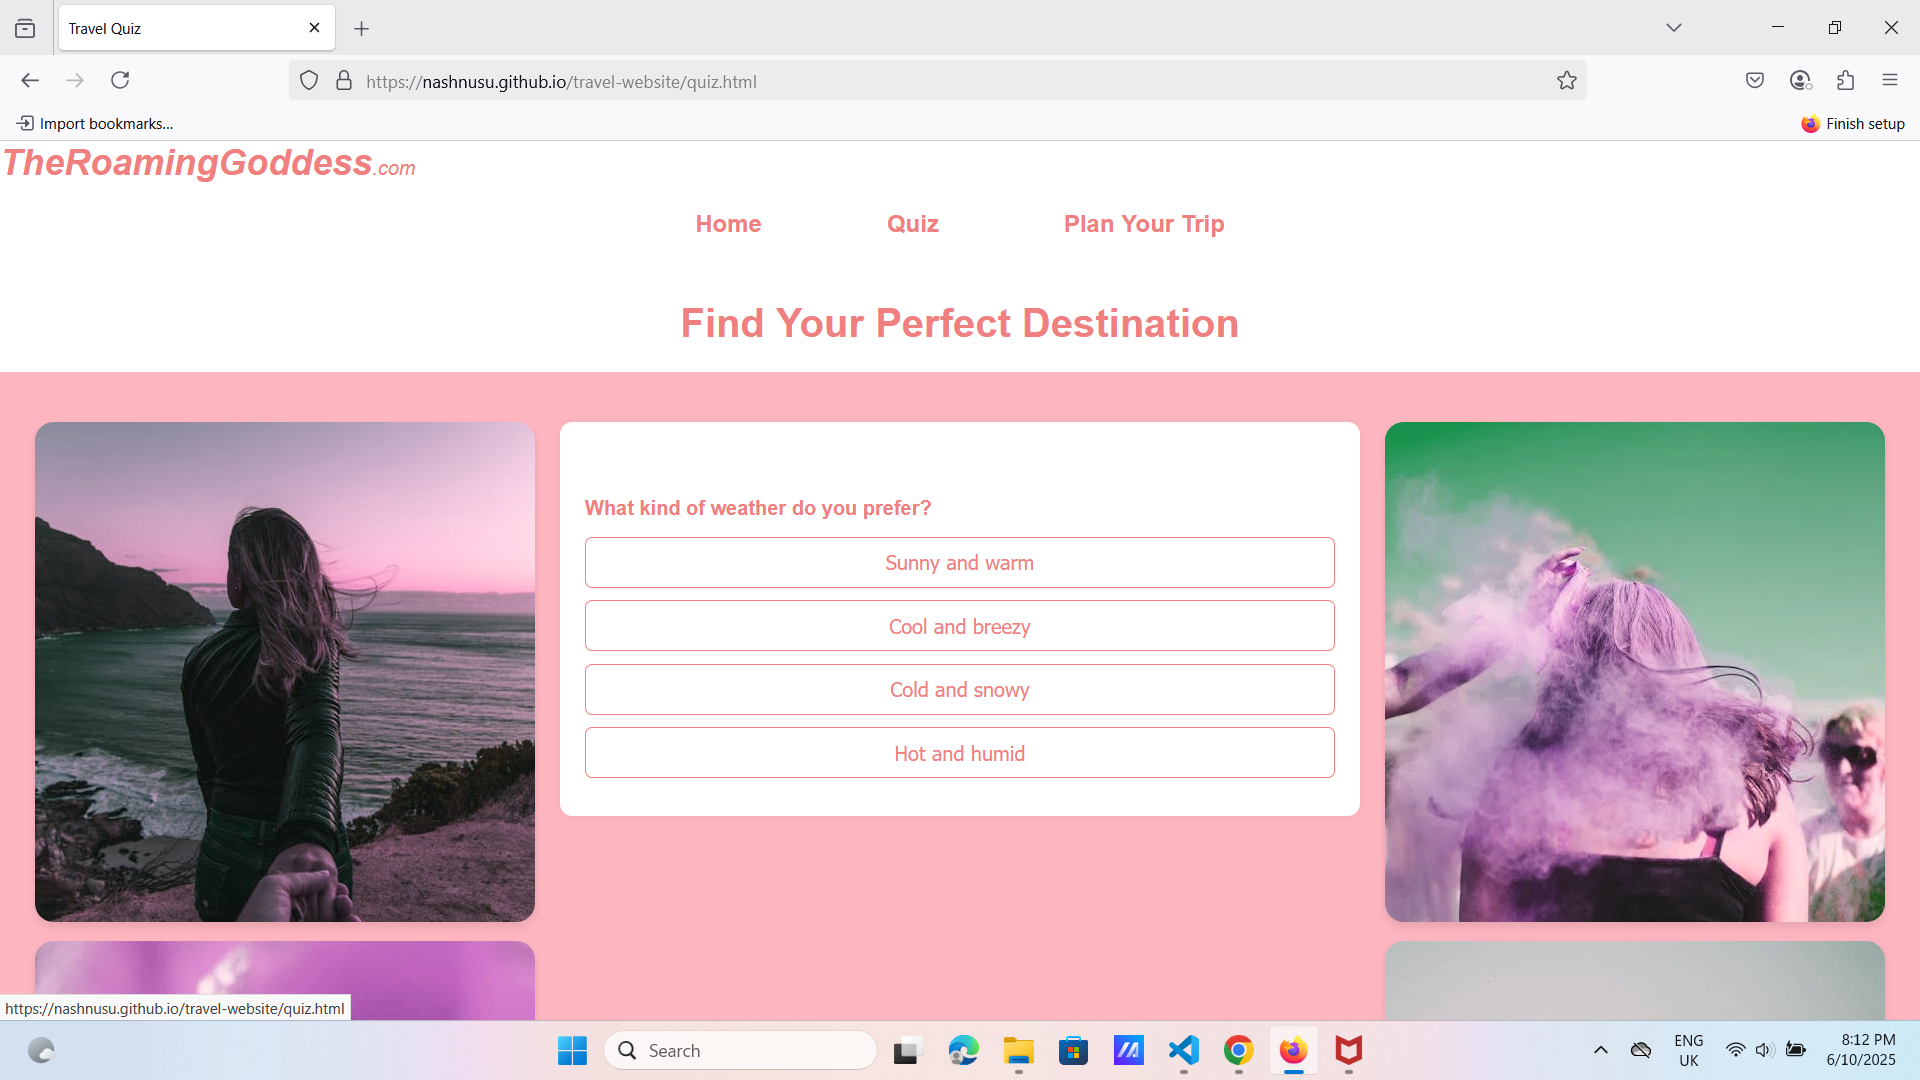 Travel Quiz
https://nashnusu.github.io/travel-website/quiz.html
Import bookmarks...
Finish setup
TheRoamingGoddess.com
Home
Quiz
Plan Your Trip
Find Your Perfect Destination
What kind of weather do you prefer?
Sunny and warm
Cool and breezy
Cold and snowy
Hot and humid
https://nashnusu.github.io/travel-website/quiz.html
Search
ENG
UK
8:12 PM
6/10/2025